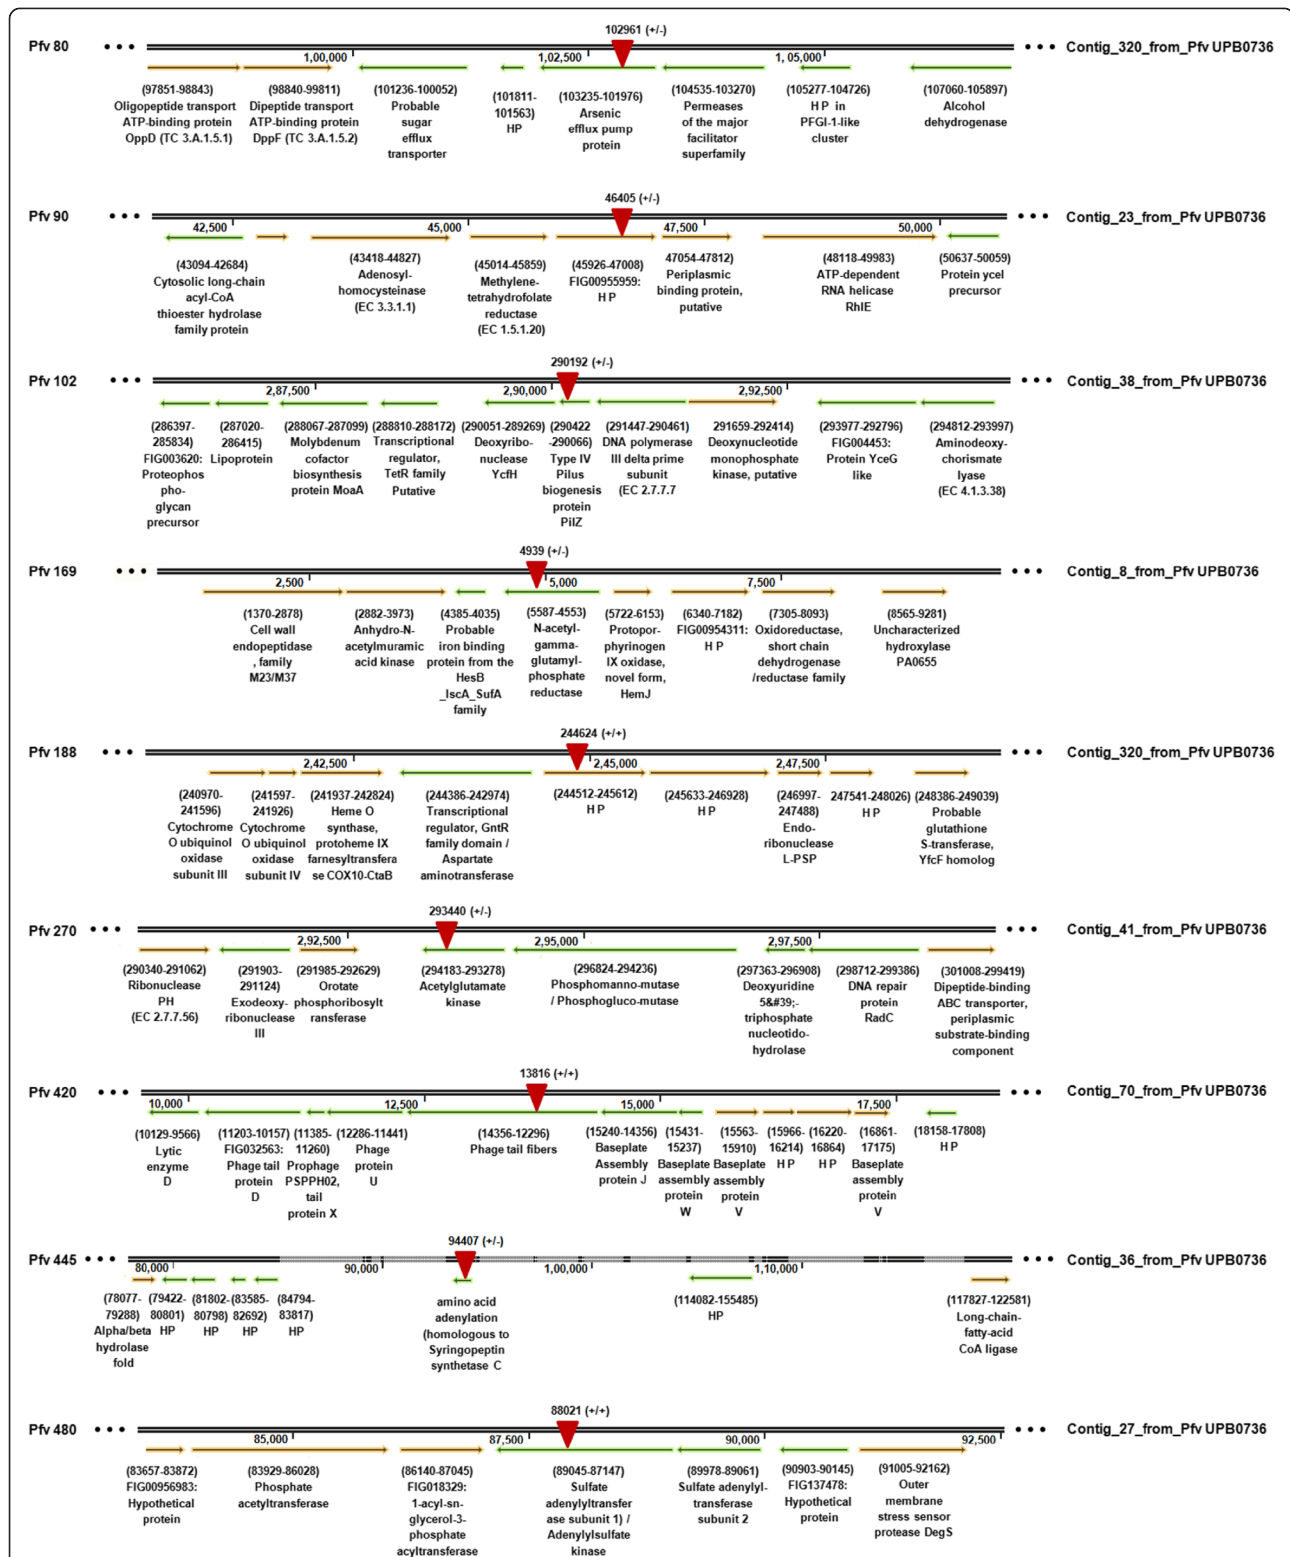 102961 (+/-)
Pfv 80 Contig_320_from_Pfv UPB0736
1,00,000 1,02,500 1,05,000
(97851-98843)
Oligopeptide transport
ATP-binding protein
OppD (TC 3.A.1.5.1)
(98840-99811)
Dipeptide transport
ATP-binding protein
DppF (TC 3.A.1.5.2)
(101236-100052)
Probable
sugar
efflux
transporter
(101811-
101563)
HP
(103235-101976)
Arsenic
efflux pump
protein
(104535-103270)
Permeases
of the major
facilitator
superfamily
(105277-104726)
H P in
PFGI-1-like
cluster
(107060-105897)
Alcohol
dehydrogenase
46405 (+/-)
Pfv 90 Contig_23_from_Pfv UPB0736
42,500 45,000 47,500 50,000
(43094-42684)
Cytosolic long-chain
acyl-CoA
thioester hydrolase
family protein
(43418-44827)
Adenosyl-
homocysteinase
(EC 3.3.1.1)
(45014-45859)
Methylene-
tetrahydrofolate
reductase
(EC 1.5.1.20)
(45926-47008)
FIG00955959:
H P
47054-47812)
Periplasmic
binding protein,
putative
(48118-49983)
ATP-dependent
RNA helicase
RhlE
(50637-50059)
Protein yceI
precursor
290192 (+/-)
Pfv 102 Contig_38_from_Pfv UPB0736
2,87,500 2,90,000 2,92,500
(286397-
285834)
FIG003620:
Proteophos
pho-
glycan
precursor
(287020-
286415)
Lipoprotein
(288067-287099)
Molybdenum
cofactor
biosynthesis
protein MoaA
(288810-288172)
Transcriptional
regulator,
TetR family
Putative
(290051-289269)
Deoxyribo-
nuclease
YcfH
(290422
-290066)
Type IV
Pilus
biogenesis
protein
PilZ
(291447-290461)
DNA polymerase
III delta prime
subunit
(EC 2.7.7.7
291659-292414)
Deoxynucleotide
monophosphate
kinase, putative
(293977-292796)
FIG004453:
Protein YceG
like
(294812-293997)
Aminodeoxy-
chorismate
lyase
(EC 4.1.3.38)
4939 (+/-)
Pfv 169 Contig_8_from_Pfv UPB0736
2,500 5,000 7,500
(1370-2878)
Cell wall
endopeptidase
, family
M23/M37
(2882-3973)
Anhydro-N-
acetylmuramic
acid kinase
(4385-4035)
Probable
iron binding
protein from the
HesB
_IscA_SufA
family
(5587-4553)
N-acetyl-
gamma-
glutamyl-
phosphate
reductase
(5722-6153)
Protopor-
phyrinogen
IX oxidase,
novel form,
HemJ
(6340-7182)
FIG00954311:
H P
(7305-8093)
Oxidoreductase,
short chain
dehydrogenase
/reductase family
(8565-9281)
Uncharacterized
hydroxylase
PA0655
244624 (+/+)
Pfv 188 Contig_320_from_Pfv UPB0736
2,42,500 2,45,000 2,47,500
(240970-
241596)
Cytochrome
O ubiquinol
oxidase
subunit III
(241597-
241926)
Cytochrome
O ubiquinol
oxidase
subunit IV
(241937-242824)
Heme O
synthase,
protoheme IX
farnesyltransfera
se COX10-CtaB
(244386-242974)
Transcriptional
regulator, GntR
family domain /
Aspartate
aminotransferase
(244512-245612)
H P
(245633-246928)
H P
(246997-
247488)
Endo-
ribonuclease
L-PSP
247541-248026)
H P
(248386-249039)
Probable
glutathione
S-transferase,
YfcF homolog
293440 (+/-)
Pfv 270 Contig_41_from_Pfv UPB0736
2,92,500 2,95,000 2,97,500
(290340-291062)
Ribonuclease
PH
(EC 2.7.7.56)
(291903-
291124)
Exodeoxy-
ribonuclease
III
(291985-292629)
Orotate
phosphoribosylt
ransferase
(294183-293278)
Acetylglutamate
kinase
(296824-294236)
Phosphomanno-mutase
/ Phosphogluco-mutase
(297363-296908)
Deoxyuridine
5&#39;-
triphosphate
nucleotido-
hydrolase
(298712-299386)
DNA repair
protein
RadC
(301008-299419)
Dipeptide-binding
ABC transporter,
periplasmic
substrate-binding
component
13816 (+/+)
Pfv 420 Contig_70_from_Pfv UPB0736
10,000 12,500 15,000 17,500
(10129-9566)
Lytic
enzyme
D
(11203-10157)
FIG032563:
Phage tail
protein
D
(11385-
11260)
Prophage
PSPPH02,
tail
protein X
(12286-11441)
Phage
protein
U
(14356-12296)
Phage tail fibers
(15240-14356)
Baseplate
Assembly
protein J
(15431-
15237)
Baseplate
assembly
protein
W
(15563-
15910)
Baseplate
assembly
protein
V
(15966-
16214)
H P
(16220-
16864)
H P
(16861-
17175)
Baseplate
assembly
protein
V
(18158-17808)
H P
94407 (+/-)
Pfv 445 Contig_36_from_Pfv UPB0736
80,000 90,000 1,00,000 1,10,000
(78077-
79288)
Alpha/beta
hydrolase
fold
(79422-
80801)
HP
(81802-
80798)
HP
(83585-
82692)
HP
(84794-
83817)
HP
amino acid
adenylation
(homologous to
Syringopeptin
synthetase C
(114082-155485)
HP
(117827-122581)
Long-chain-
fatty-acid
CoA ligase
88021 (+/+)
Pfv 480 Contig_27_from_Pfv UPB0736
85,000 87,500 90,000 92,500
(83657-83872)
FIG00956983:
Hypothetical
protein
(83929-86028)
Phosphate
acetyltransferase
(86140-87045)
FIG018329:
1-acyl-sn-
glycerol-3-
phosphate
acyltransferase
(89045-87147)
Sulfate
adenylyltransfer
ase subunit 1) /
Adenylylsulfate
kinase
(89978-89061)
Sulfate adenylyl-
transferase
subunit 2
(90903-90145)
FIG137478:
Hypothetical
protein
(91005-92162)
Outer
membrane
stress sensor
protease DegS